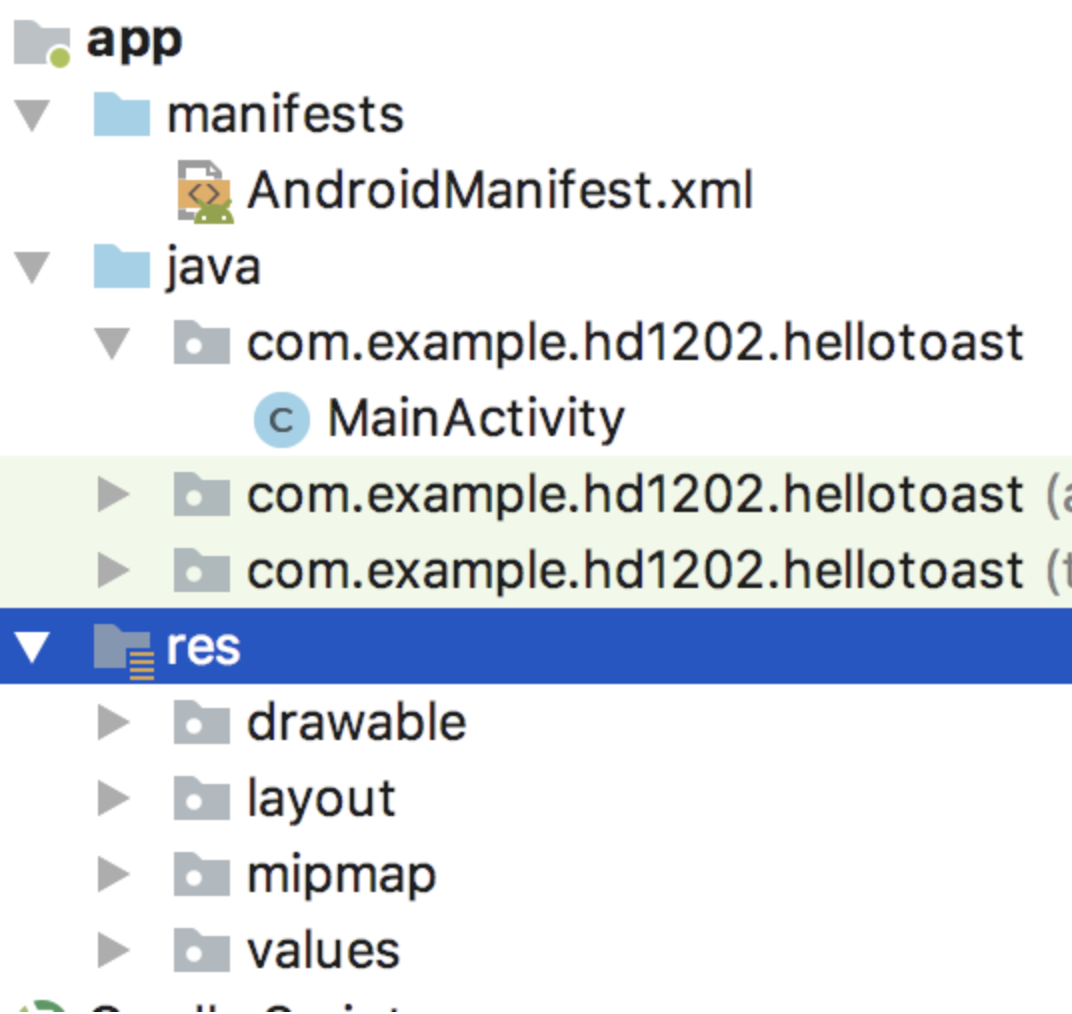 app
manifests
AndroidManifest.xml
java
com.example.hd1202.hellotoast
C MainActivity
com.example.hd1202.hellotoast
com.example.hd1202.hellotoast
res
drawable
layout
mipmap
values